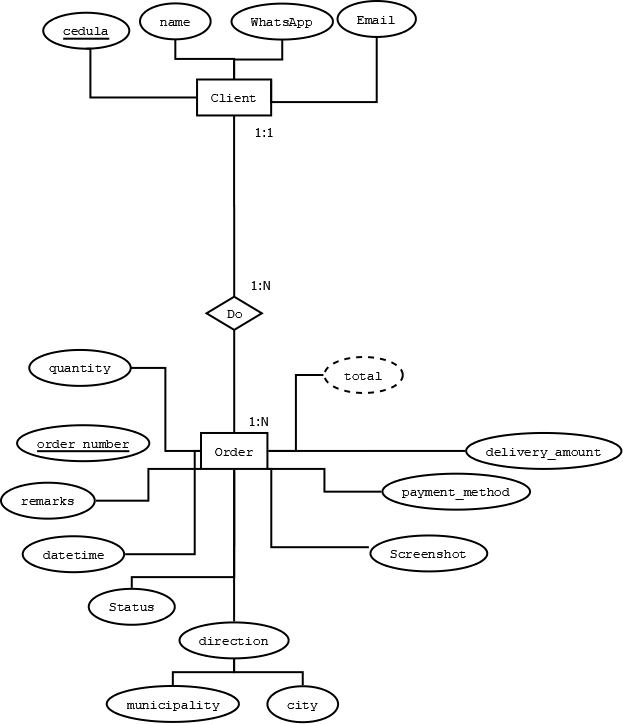 cedula
name
WhatsApp
Email
Client
1:1
1:N
Do
quantity
total
1:N
order number
Order
delivery_amount
remarks
payment_method
datetime
Screenshot
Status
direction
municipality
city